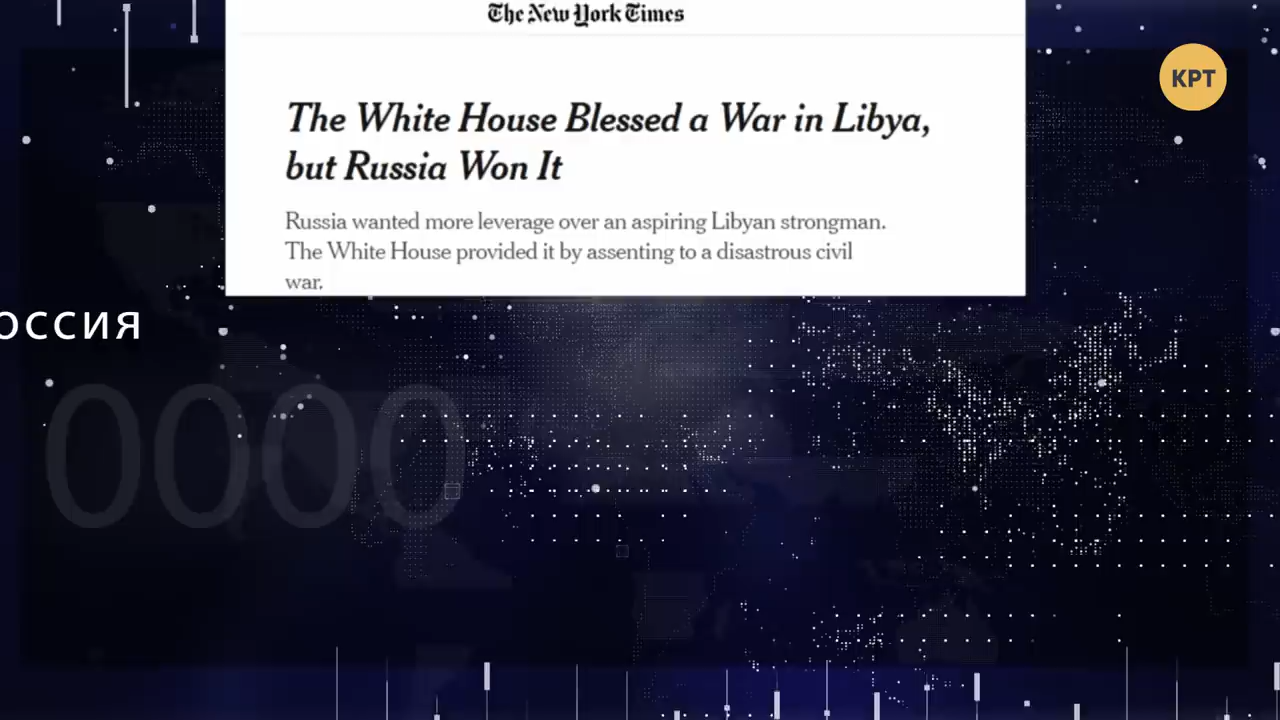 The New York Times
КРТ
The White House Blessed a War in Libya,
but Russia Won It
Russia wanted more leverage over an aspiring Libyan strongman.
The White House provided it by assenting to a disastrous civil
war.
оссия
0000